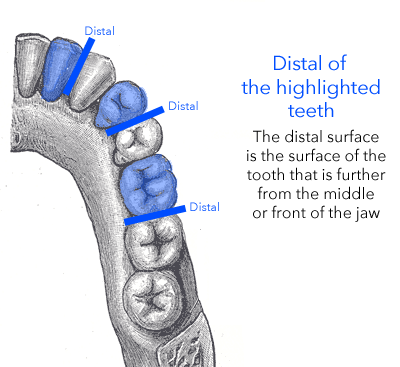 Distal
Distal
Distal
Distal of
the highlighted
teeth
The distal surface
is the surface of the
tooth that is further
from the middle
or front of the jaw